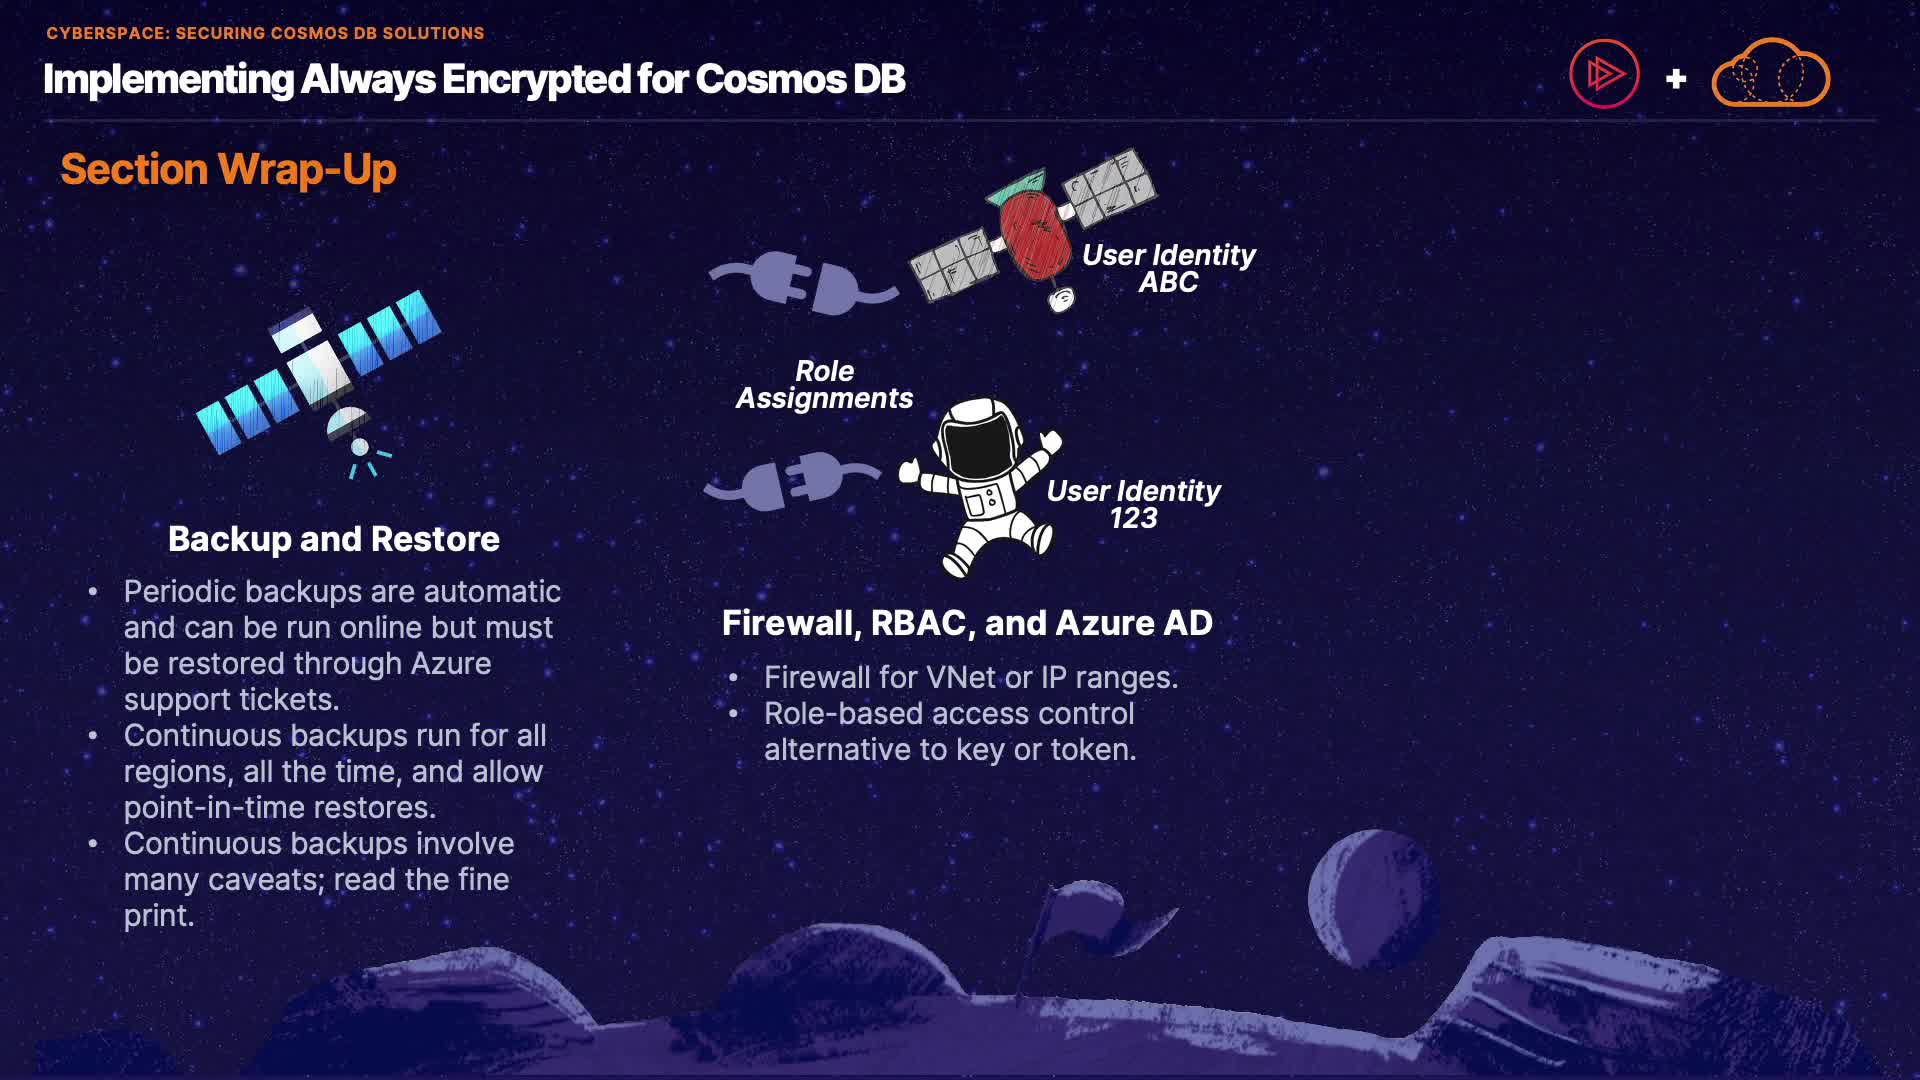 CYBERSPACE: SECURING COSMOS DB SOLUTIONS
Implementing Always Encrypted for Cosmos DB
+
Section Wrap-Up
Backup and Restore
• Periodic backups are automatic
and can be run online but must
be restored through Azure
support tickets.
• Continuous backups run for all
regions, all the time, and allow
point-in-time restores.
• Continuous backups involve
many caveats; read the fine
print.
User Identity
ABC
Role
Assignments
User Identity
123
Firewall, RBAC, and Azure AD
• Firewall for VNet or IP ranges.
• Role-based access control
alternative to key or token.